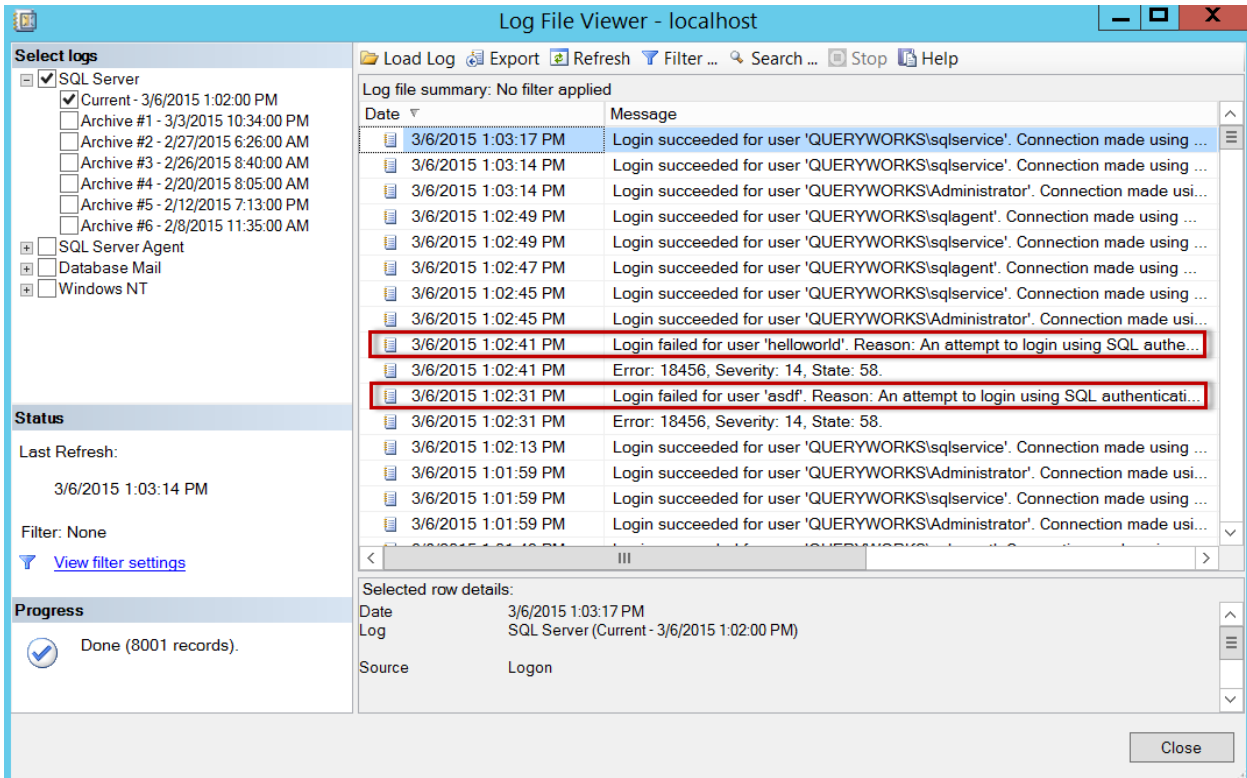 Log File Viewer - localhost
Select logs
SQL Server
Current - 3/6/2015 1:02:00 PM
Archive #1 - 3/3/2015 10:34:00 PM
Archive #2 - 2/27/2015 6:26:00 AM
Archive #3 - 2/26/2015 8:40:00 AM
Archive #4 - 2/20/2015 8:05:00 AM
Archive #5 - 2/12/2015 7:13:00 PM
Archive #6 - 2/8/2015 11:35:00 AM
SQL Server Agent
Database Mail
Windows NT
Status
Last Refresh:
3/6/2015 1:03:14 PM
Filter: None
View filter settings
Progress
Done (8001 records).
Load Log Export Refresh Filter ... Search ... Stop Help
Log file summary: No filter applied
Date Message
3/6/2015 1:03:17 PM Login succeeded for user 'QUERYWORKS\sqlservice'. Connection made using ...
3/6/2015 1:03:14 PM Login succeeded for user 'QUERYWORKS\sqlservice'. Connection made using ...
3/6/2015 1:03:14 PM Login succeeded for user 'QUERYWORKS\Administrator'. Connection made usi...
3/6/2015 1:02:49 PM Login succeeded for user 'QUERYWORKS\sqlagent'. Connection made using ...
3/6/2015 1:02:49 PM Login succeeded for user 'QUERYWORKS\sqlservice'. Connection made using ...
3/6/2015 1:02:47 PM Login succeeded for user 'QUERYWORKS\sqlagent'. Connection made using ...
3/6/2015 1:02:45 PM Login succeeded for user 'QUERYWORKS\sqlservice'. Connection made using ...
3/6/2015 1:02:45 PM Login succeeded for user 'QUERYWORKS\Administrator'. Connection made usi...
3/6/2015 1:02:41 PM Login failed for user 'helloworld'. Reason: An attempt to login using SQL authe...
3/6/2015 1:02:41 PM Error: 18456, Severity: 14, State: 58.
3/6/2015 1:02:31 PM Login failed for user 'asdf'. Reason: An attempt to login using SQL authenticati...
3/6/2015 1:02:31 PM Error: 18456, Severity: 14, State: 58.
3/6/2015 1:02:13 PM Login succeeded for user 'QUERYWORKS\sqlservice'. Connection made using ...
3/6/2015 1:01:59 PM Login succeeded for user 'QUERYWORKS\Administrator'. Connection made usi...
3/6/2015 1:01:59 PM Login succeeded for user 'QUERYWORKS\sqlservice'. Connection made using ...
3/6/2015 1:01:59 PM Login succeeded for user 'QUERYWORKS\Administrator'. Connection made usi...
Selected row details:
Date 3/6/2015 1:03:17 PM
Log SQL Server (Current - 3/6/2015 1:02:00 PM)
Source Logon
Close